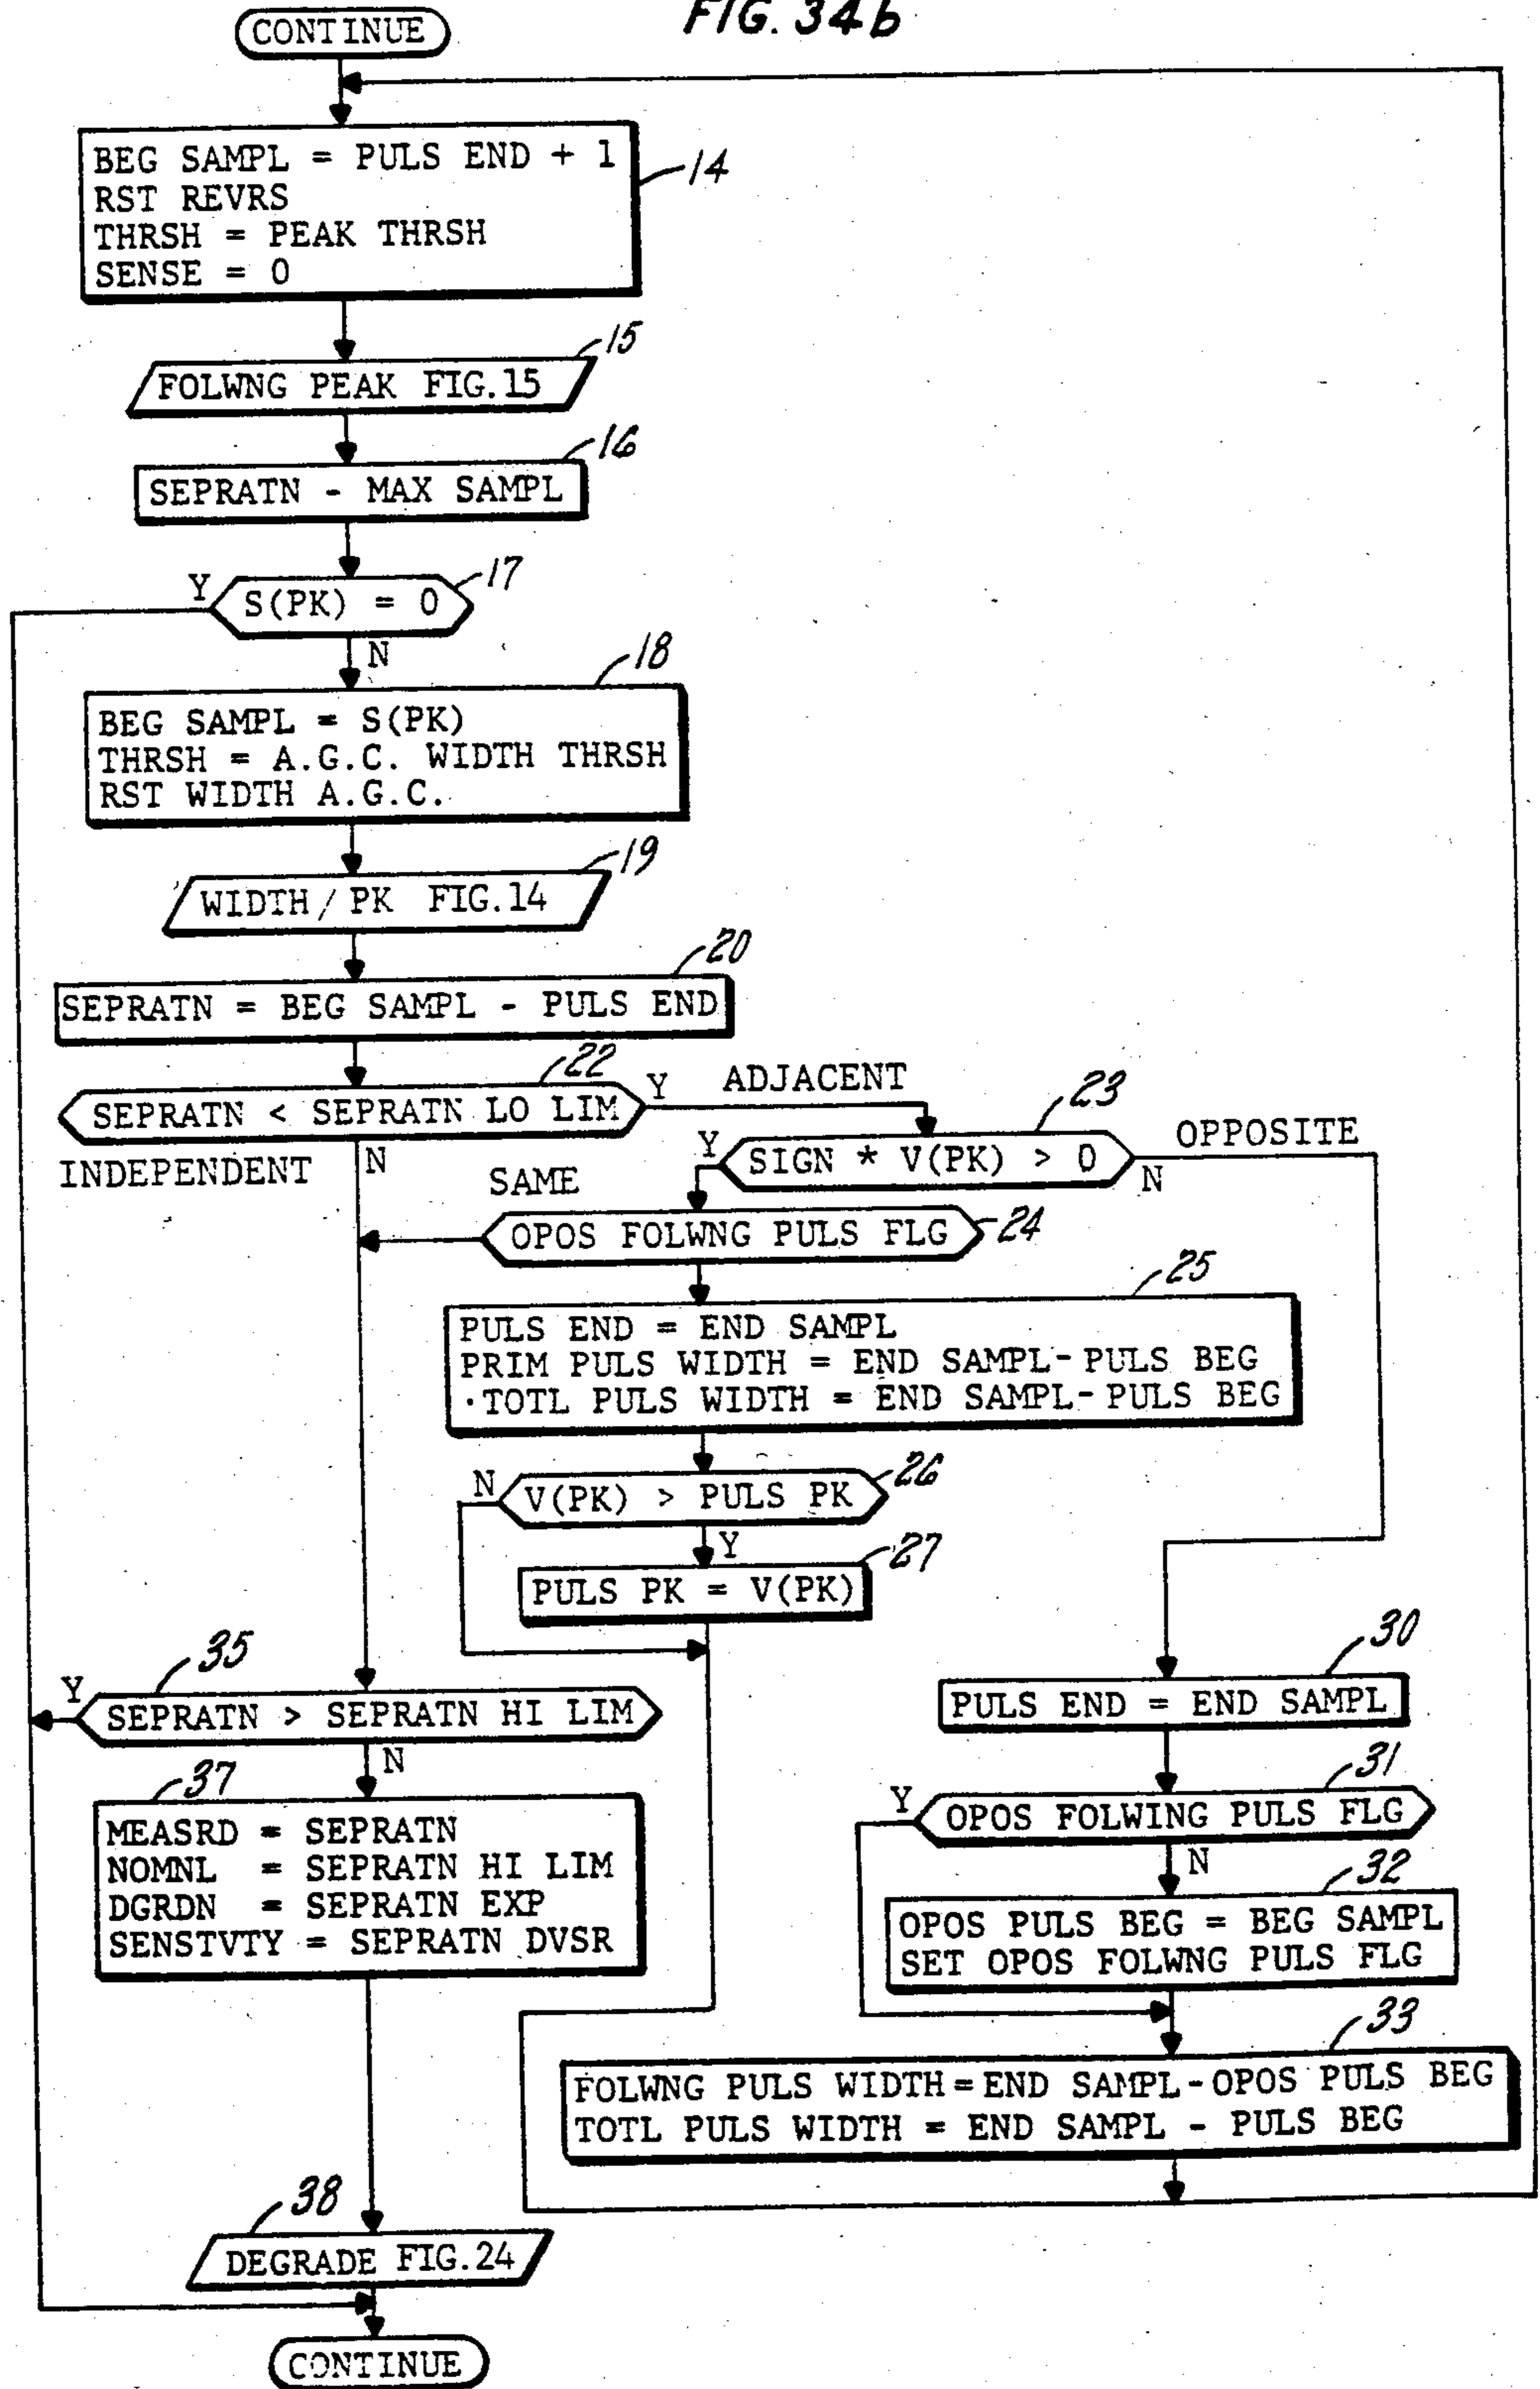 FIG. 34b
CONTINUE
BEG SAMPL = PULS END + 1
RST REVRS
THRSH = PEAK THRSH
SENSE = 0
14
15
FOLWNG PEAK FIG.15
16
SEPRATN - MAX SAMPL
17
Y
S(PK) = 0
N
18
BEG SAMPL = S(PK)
THRSH = A.G.C. WIDTH THRSH
RST WIDTH A.G.C.
19
WIDTH / PK FIG.14
20
SEPRATN = BEG SAMPL - PULS END
22
SEPRATN < SEPRATN LO LIM
Y
ADJACENT
23
Y
SIGN * V(PK) > 0
N
OPPOSITE
INDEPENDENT
N
SAME
OPOS FOLWNG PULS FLG
24
25
PULS END = END SAMPL
PRIM PULS WIDTH = END SAMPL-PULS BEG
TOTL PULS WIDTH = END SAMPL-PULS BEG
26
N
V(PK) > PULS PK
Y
27
PULS PK = V(PK)
30
PULS END = END SAMPL
35
Y
SEPRATN > SEPRATN HI LIM
N
31
Y
OPOS FOLWING PULS FLG
N
37
MEASRD = SEPRATN
NOMNL = SEPRATN HI LIM
DGRDN = SEPRATN EXP
SENSTVTY = SEPRATN DVSR
32
OPOS PULS BEG = BEG SAMPL
SET OPOS FOLWNG PULS FLG
33
FOLWNG PULS WIDTH = END SAMPL-OPOS PULS BEG
TOTL PULS WIDTH = END SAMPL - PULS BEG
38
DEGRADE FIG.24
CONTINUE